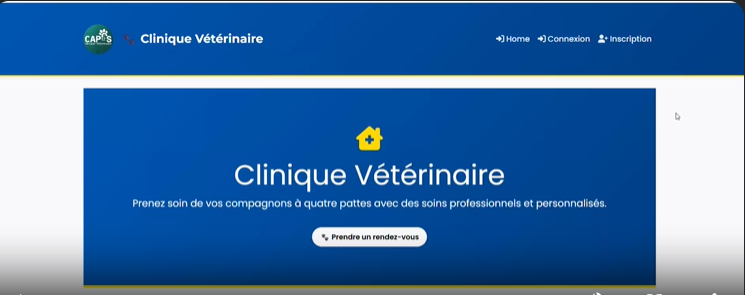 CAPS
Clinique Vétérinaire
Home
Connexion
Inscription
Clinique Vétérinaire
Prenez soin de vos compagnons à quatre pattes avec des soins professionnels et personnalisés.
Prendre un rendez-vous